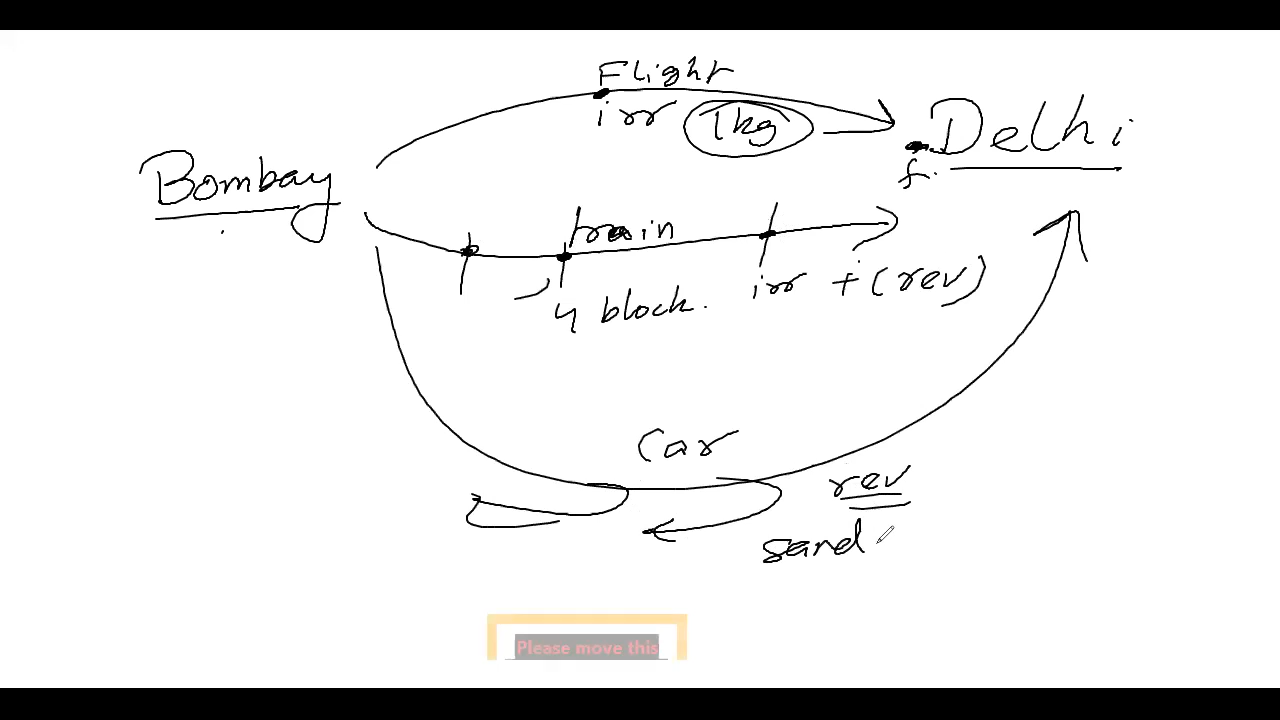 Flight
irr 1kg
Delhi
f.
Bombay
train
irr + (rev)
4 block.
Car
rev
sand
Please move this